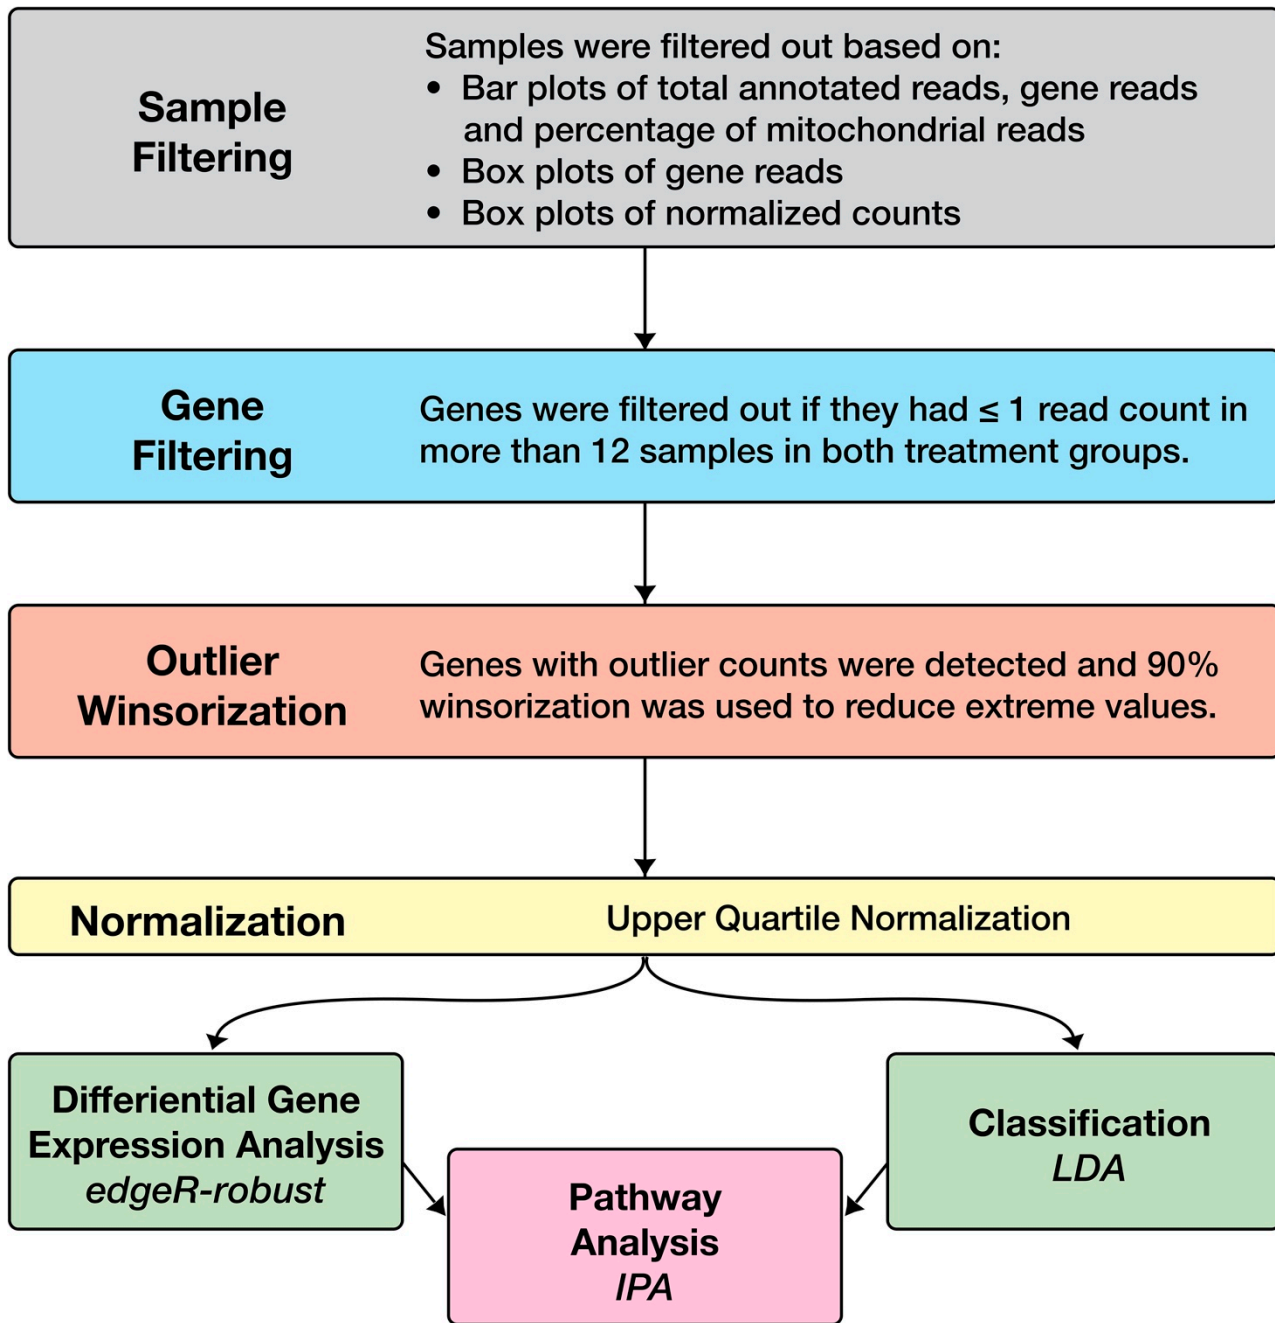 Sample
Filtering
Samples were filtered out based on:
• Bar plots of total annotated reads, gene reads
and percentage of mitochondrial reads
• Box plots of gene reads
• Box plots of normalized counts
Gene
Filtering
Genes were filtered out if they had ≤ 1 read count in
more than 12 samples in both treatment groups.
Outlier
Winsorization
Genes with outlier counts were detected and 90%
winsorization was used to reduce extreme values.
Normalization
Upper Quartile Normalization
Differiential Gene
Expression Analysis
edgeR-robust
Classification
LDA
Pathway
Analysis
IPA